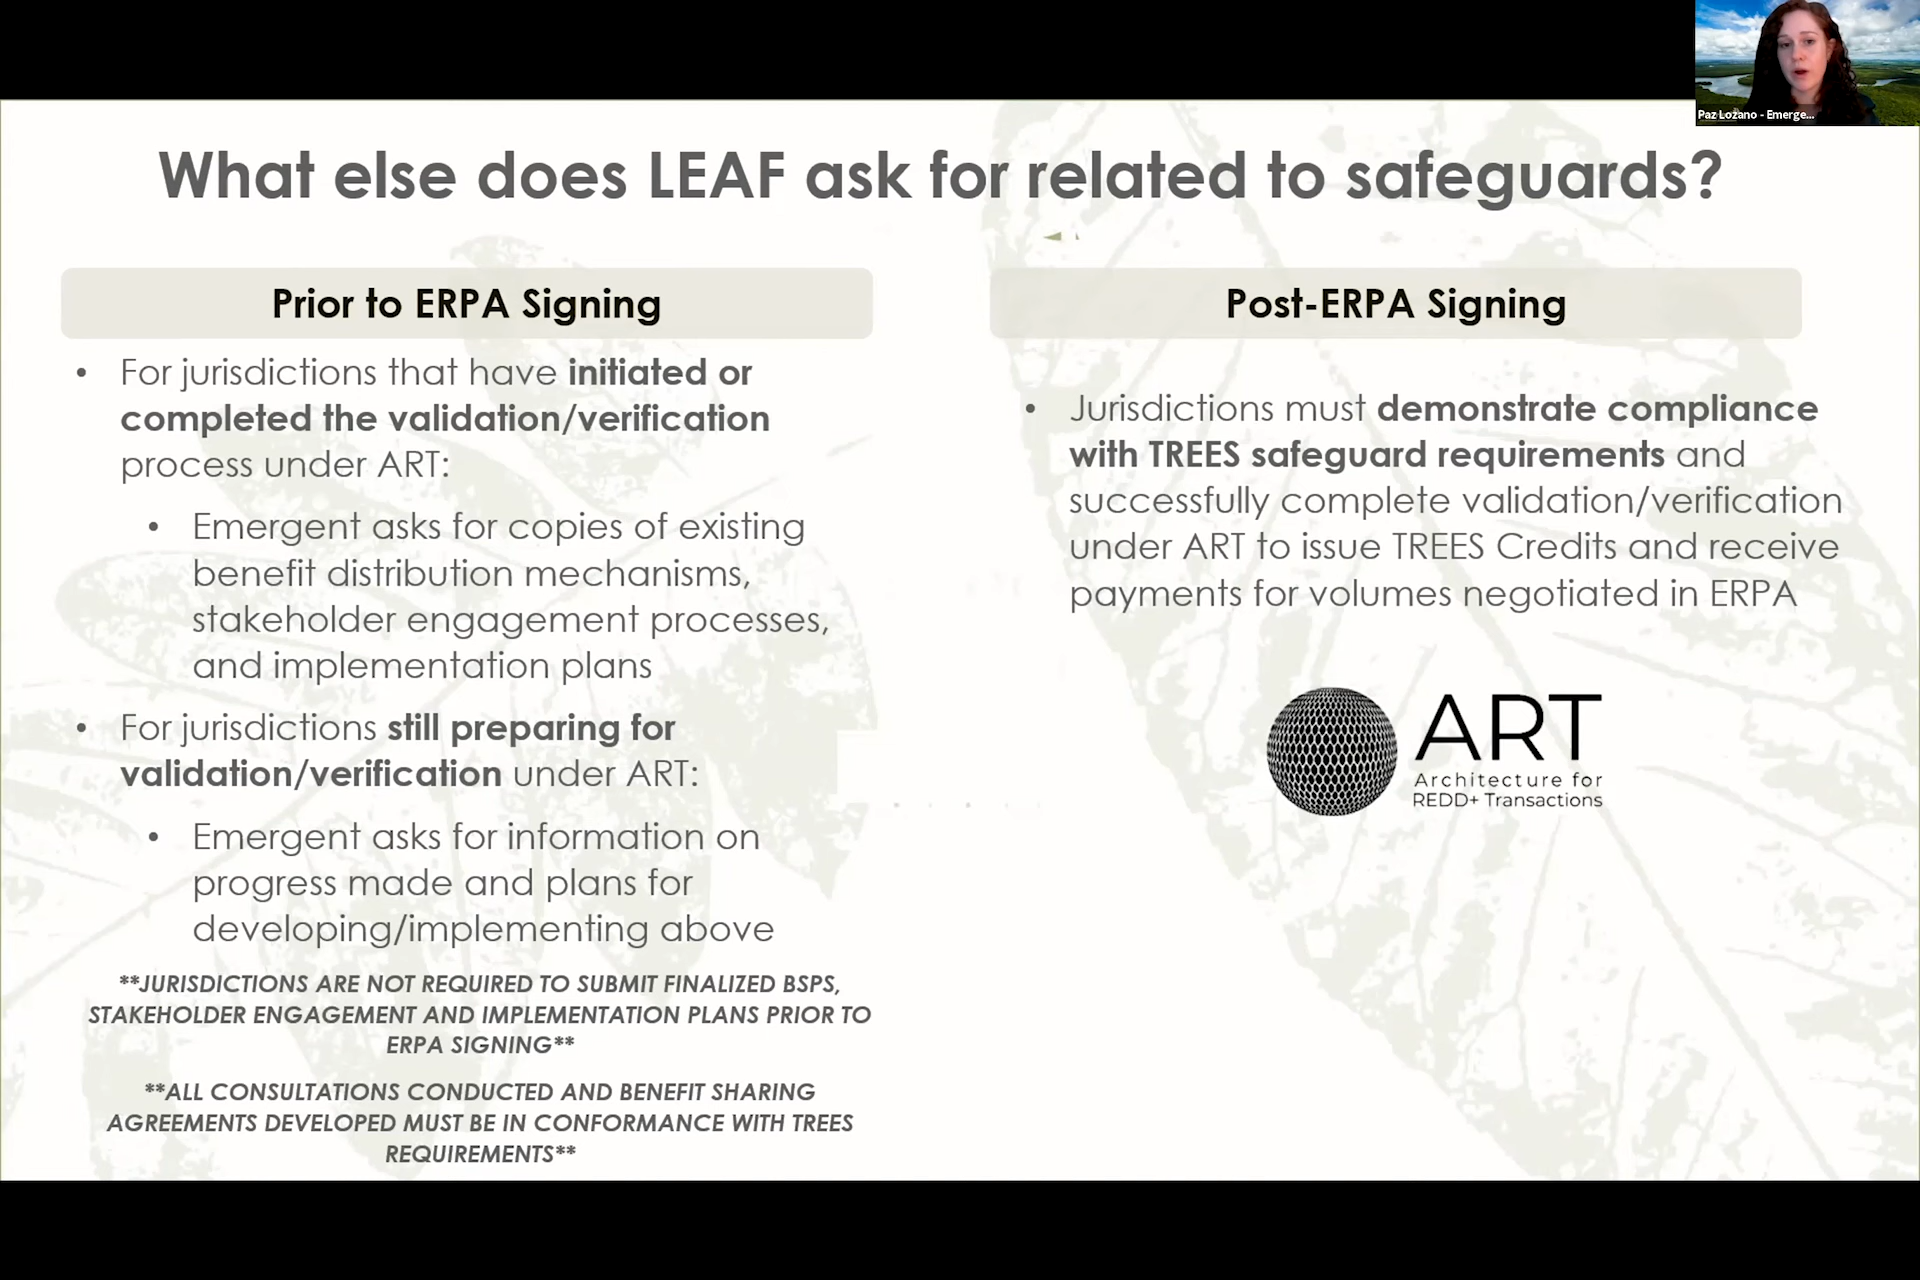 Paz Lozano - Emerge...
What else does LEAF ask for related to safeguards?
Prior to ERPA Signing
• For jurisdictions that have initiated or
completed the validation/verification
process under ART:
• Emergent asks for copies of existing
benefit distribution mechanisms,
stakeholder engagement processes,
and implementation plans
• For jurisdictions still preparing for
validation/verification under ART:
• Emergent asks for information on
progress made and plans for
developing/implementing above
**JURISDICTIONS ARE NOT REQUIRED TO SUBMIT FINALIZED BSPS,
STAKEHOLDER ENGAGEMENT AND IMPLEMENTATION PLANS PRIOR TO
ERPA SIGNING**
**ALL CONSULTATIONS CONDUCTED AND BENEFIT SHARING
AGREEMENTS DEVELOPED MUST BE IN CONFORMANCE WITH TREES
REQUIREMENTS**
Post-ERPA Signing
• Jurisdictions must demonstrate compliance
with TREES safeguard requirements and
successfully complete validation/verification
under ART to issue TREES Credits and receive
payments for volumes negotiated in ERPA
ART
Architecture for
REDD+ Transactions